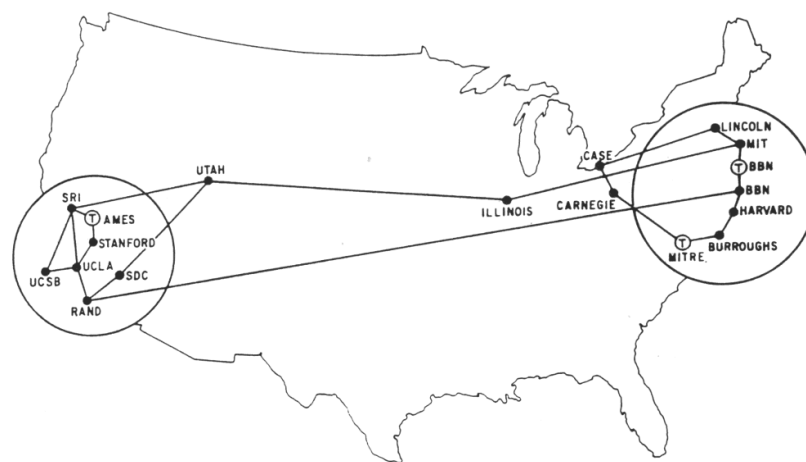 LINCOLN
MIT
CASE
T BBN
UTAH
BBN
SRI
ILLINOIS
CARNEGIE
T AMES
HARVARD
STANFORD
T
BURROUGHS
MITRE
UCLA
SDC
UCSB
RAND